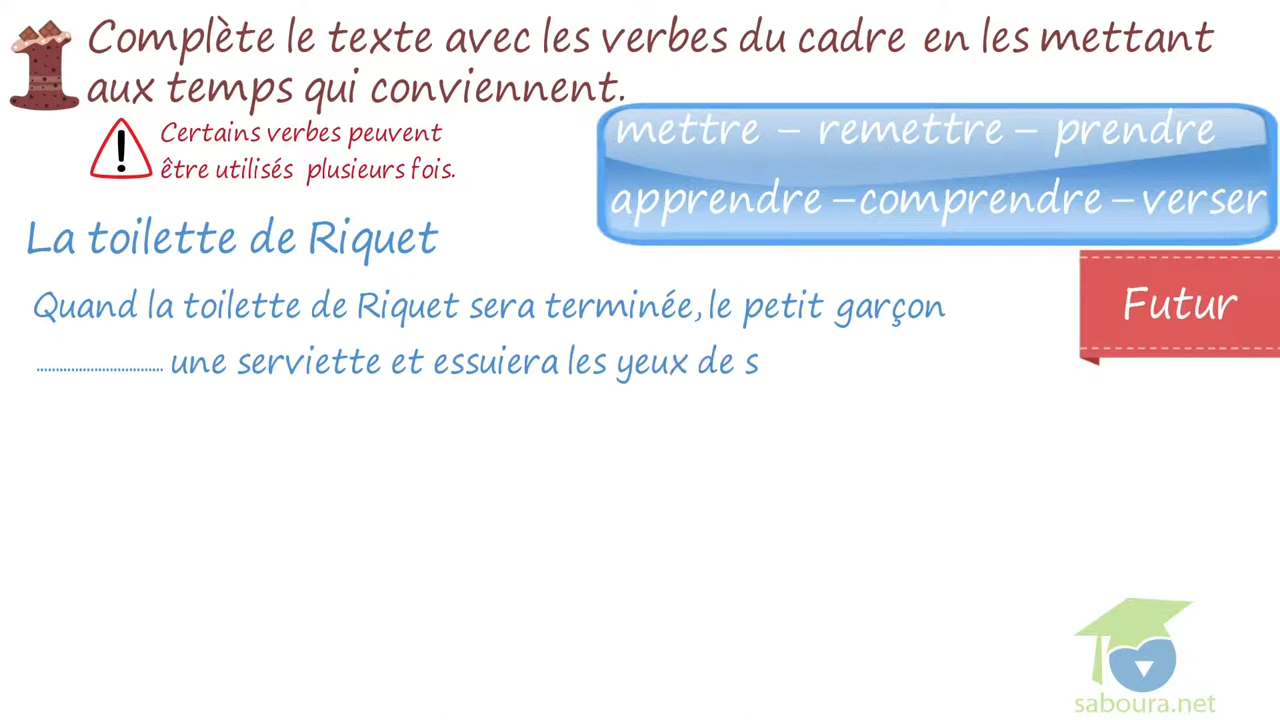 Complète le texte avec les verbes du cadre en les mettant
aux temps qui conviennent.
Certains verbes peuvent
être utilisés plusieurs fois.
mettre – remettre – prendre
apprendre – comprendre – verser
La toilette de Riquet
Futur
Quand la toilette de Riquet sera terminée, le petit garçon
................................. une serviette et essuiera les yeux de s
saboura.net